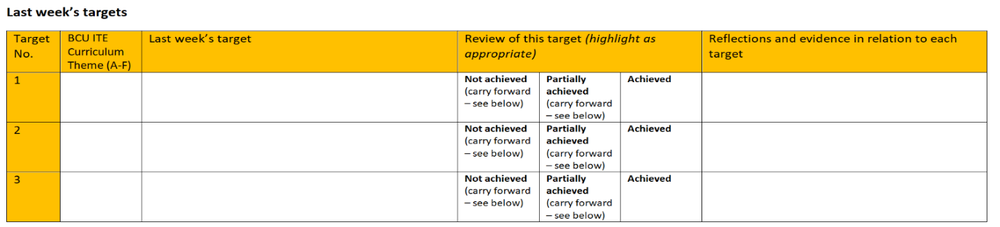 Last week’s targets
Target No.
BCU ITE Curriculum Theme (A-F)
Last week’s target
Review of this target (highlight as appropriate)
Reflections and evidence in relation to each target
1
Not achieved
(carry forward
– see below)
Partially
achieved
(carry forward
– see below)
Achieved
2
Not achieved
(carry forward
– see below)
Partially
achieved
(carry forward
– see below)
Achieved
3
Not achieved
(carry forward
– see below)
Partially
achieved
(carry forward
– see below)
Achieved